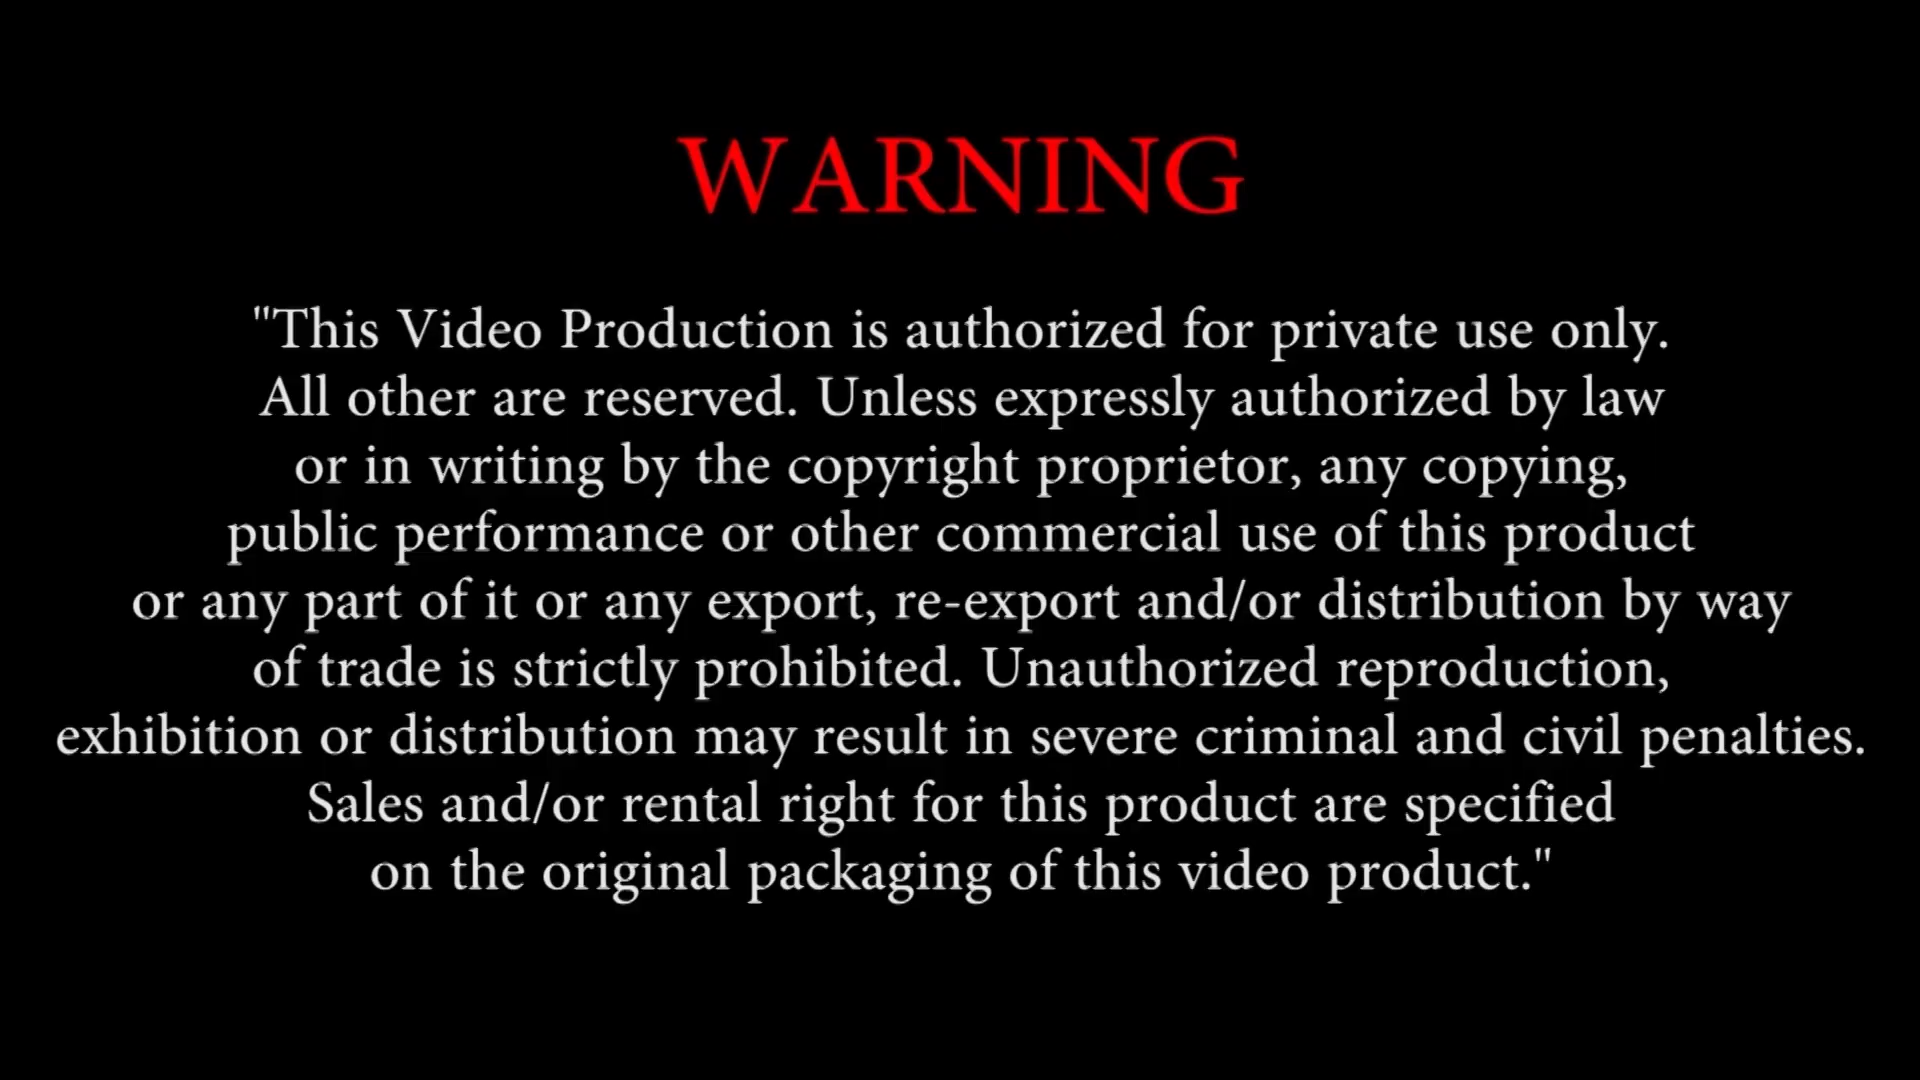 WARNING
"This Video Production is authorized for private use only.
All other are reserved. Unless expressly authorized by law
or in writing by the copyright proprietor, any copying,
public performance or other commercial use of this product
or any part of it or any export, re-export and/or distribution by way
of trade is strictly prohibited. Unauthorized reproduction,
exhibition or distribution may result in severe criminal and civil penalties.
Sales and/or rental right for this product are specified
on the original packaging of this video product."